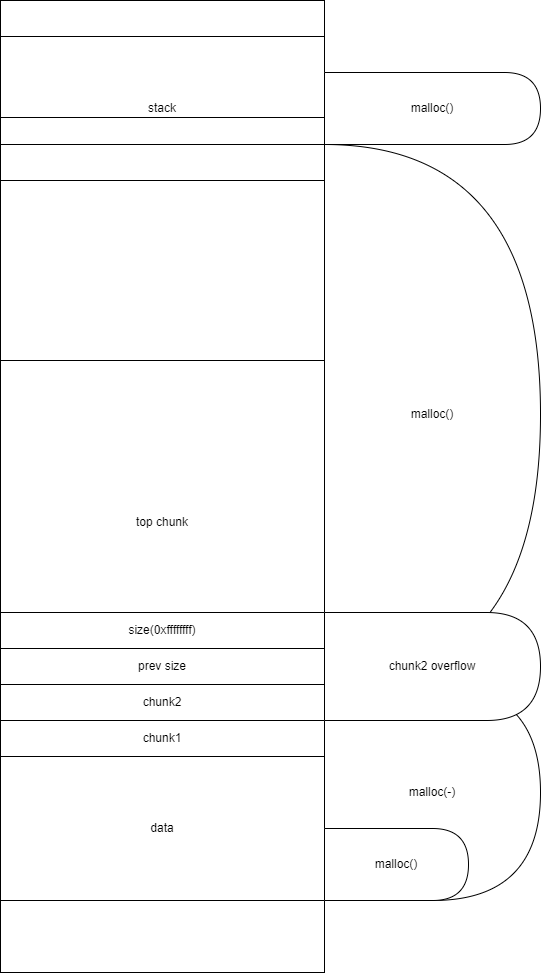 stack
malloc()
malloc()
top chunk
size(0xffffffff)
prev size
chunk2 overflow
chunk2
chunk1
malloc(-)
data
malloc()